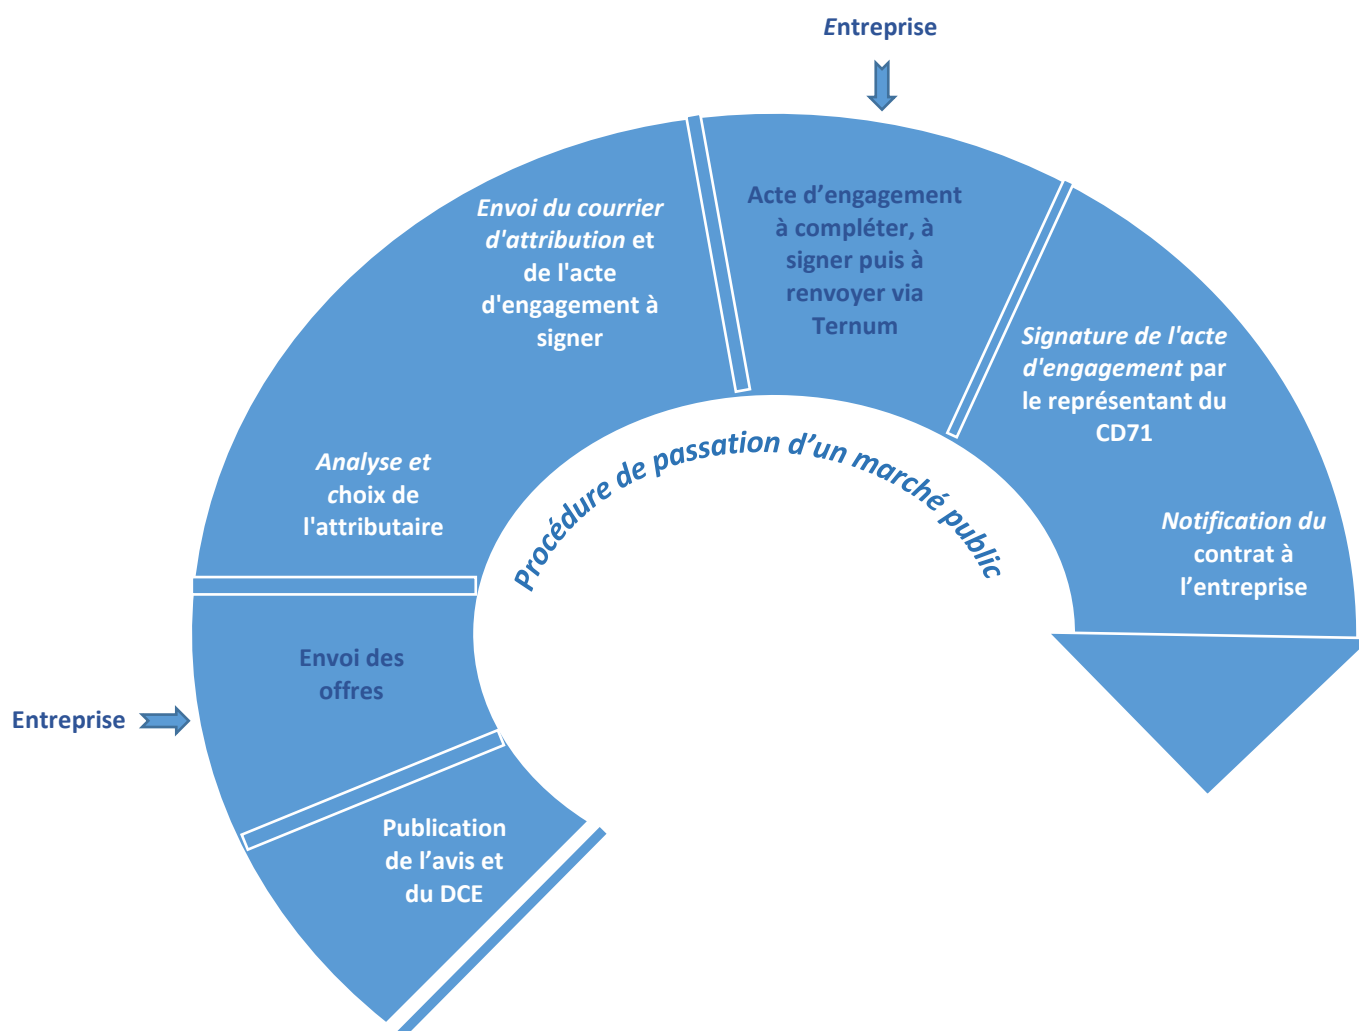 Entreprise
Envoi du courrier
d'attribution et
de l'acte
d'engagement à
signer
Acte d’engagement
à compléter, à
signer puis à
renvoyer via
Ternum
Signature de l'acte
d'engagement par
le représentant du
CD71
Procédure de passation d’un marché public
Analyse et
choix de
l'attributaire
Notification du
contrat à
l’entreprise
Envoi des
offres
Entreprise
Publication
de l’avis et
du DCE